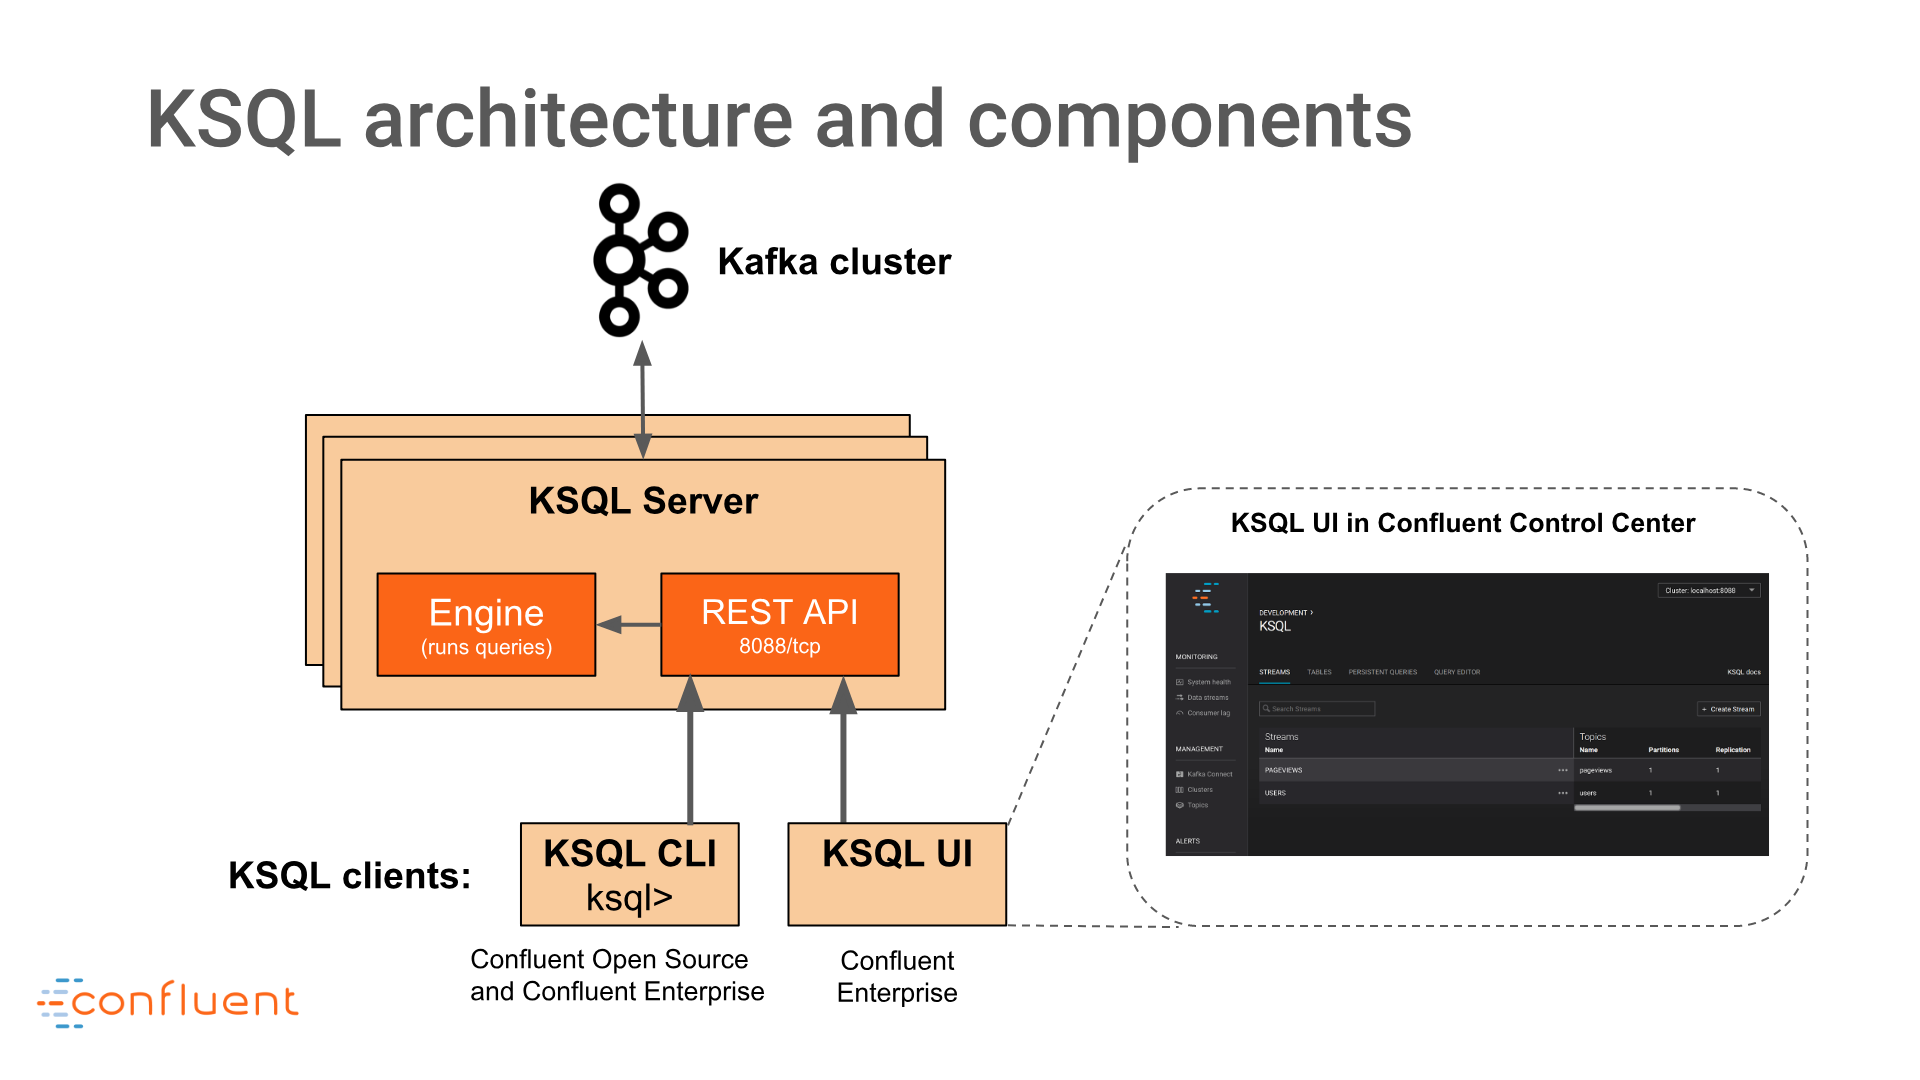 KSQL architecture and components
Kafka cluster
KSQL Server
Engine
(runs queries)
REST API
8088/tcp
KSQL clients:
KSQL CLI
ksql>
KSQL UI
Confluent Open Source
and Confluent Enterprise
Confluent
Enterprise
KSQL UI in Confluent Control Center
Cluster: localhost:8088
DEVELOPMENT ›
KSQL
MONITORING
System health
Data streams
Consumer lag
MANAGEMENT
Kafka Connect
Clusters
Topics
ALERTS
STREAMS TABLES PERSISTENT QUERIES QUERY EDITOR KSQL docs
Search Streams
+ Create Stream
Streams Topics
Name Name Partitions Replication
PAGEVIEWS ••• pageviews 1 1
USERS ••• users 1 1
confluent